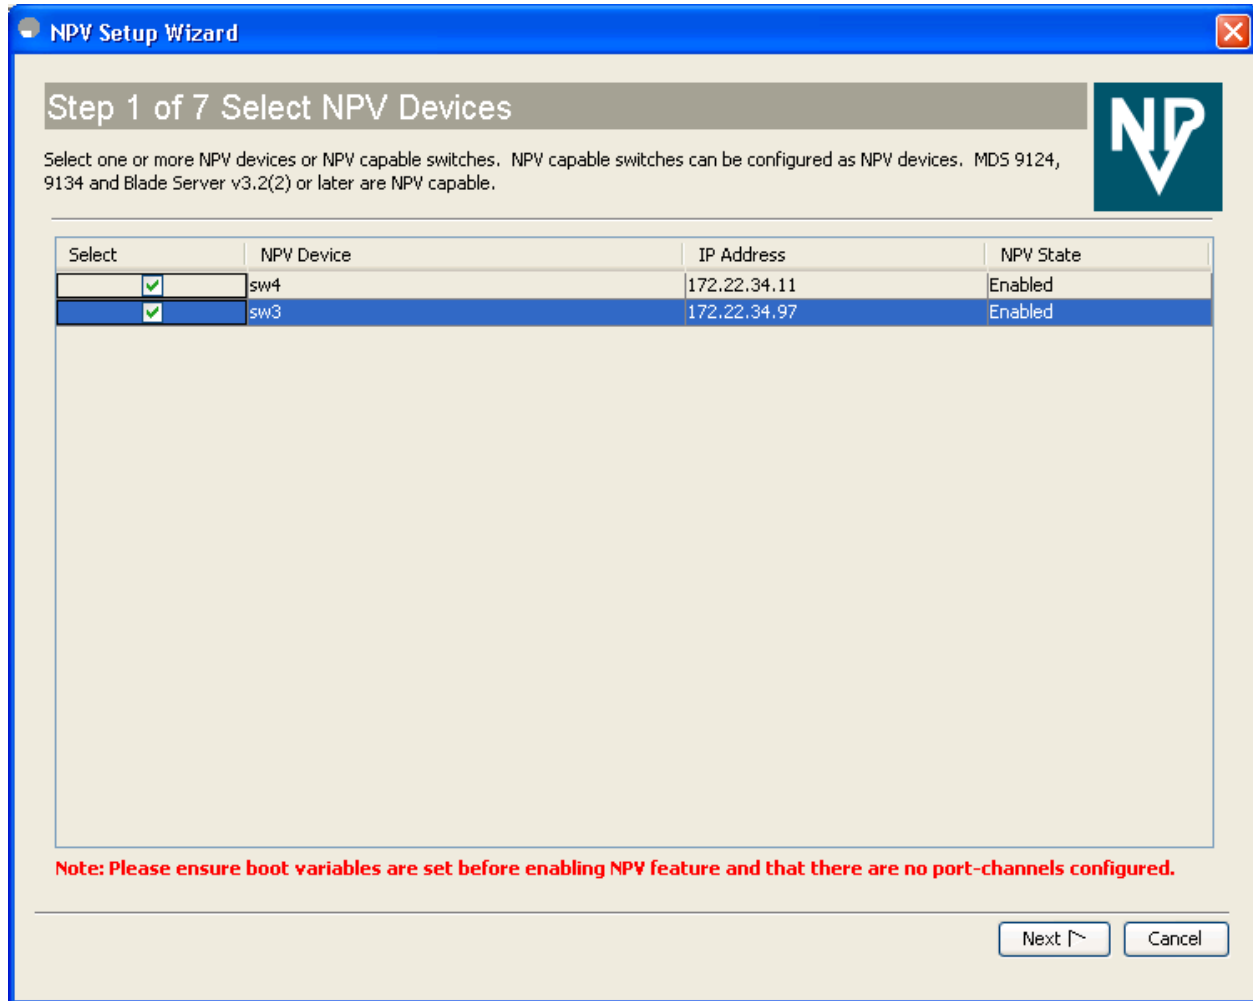 NPV Setup Wizard
Step 1 of 7 Select NPV Devices
NPV
Select one or more NPV devices or NPV capable switches. NPV capable switches can be configured as NPV devices. MDS 9124,
9134 and Blade Server v3.2(2) or later are NPV capable.
Select NPV Device IP Address NPV State
sw4 172.22.34.11 Enabled
sw3 172.22.34.97 Enabled
Note: Please ensure boot variables are set before enabling NPV feature and that there are no port-channels configured.
Next Cancel